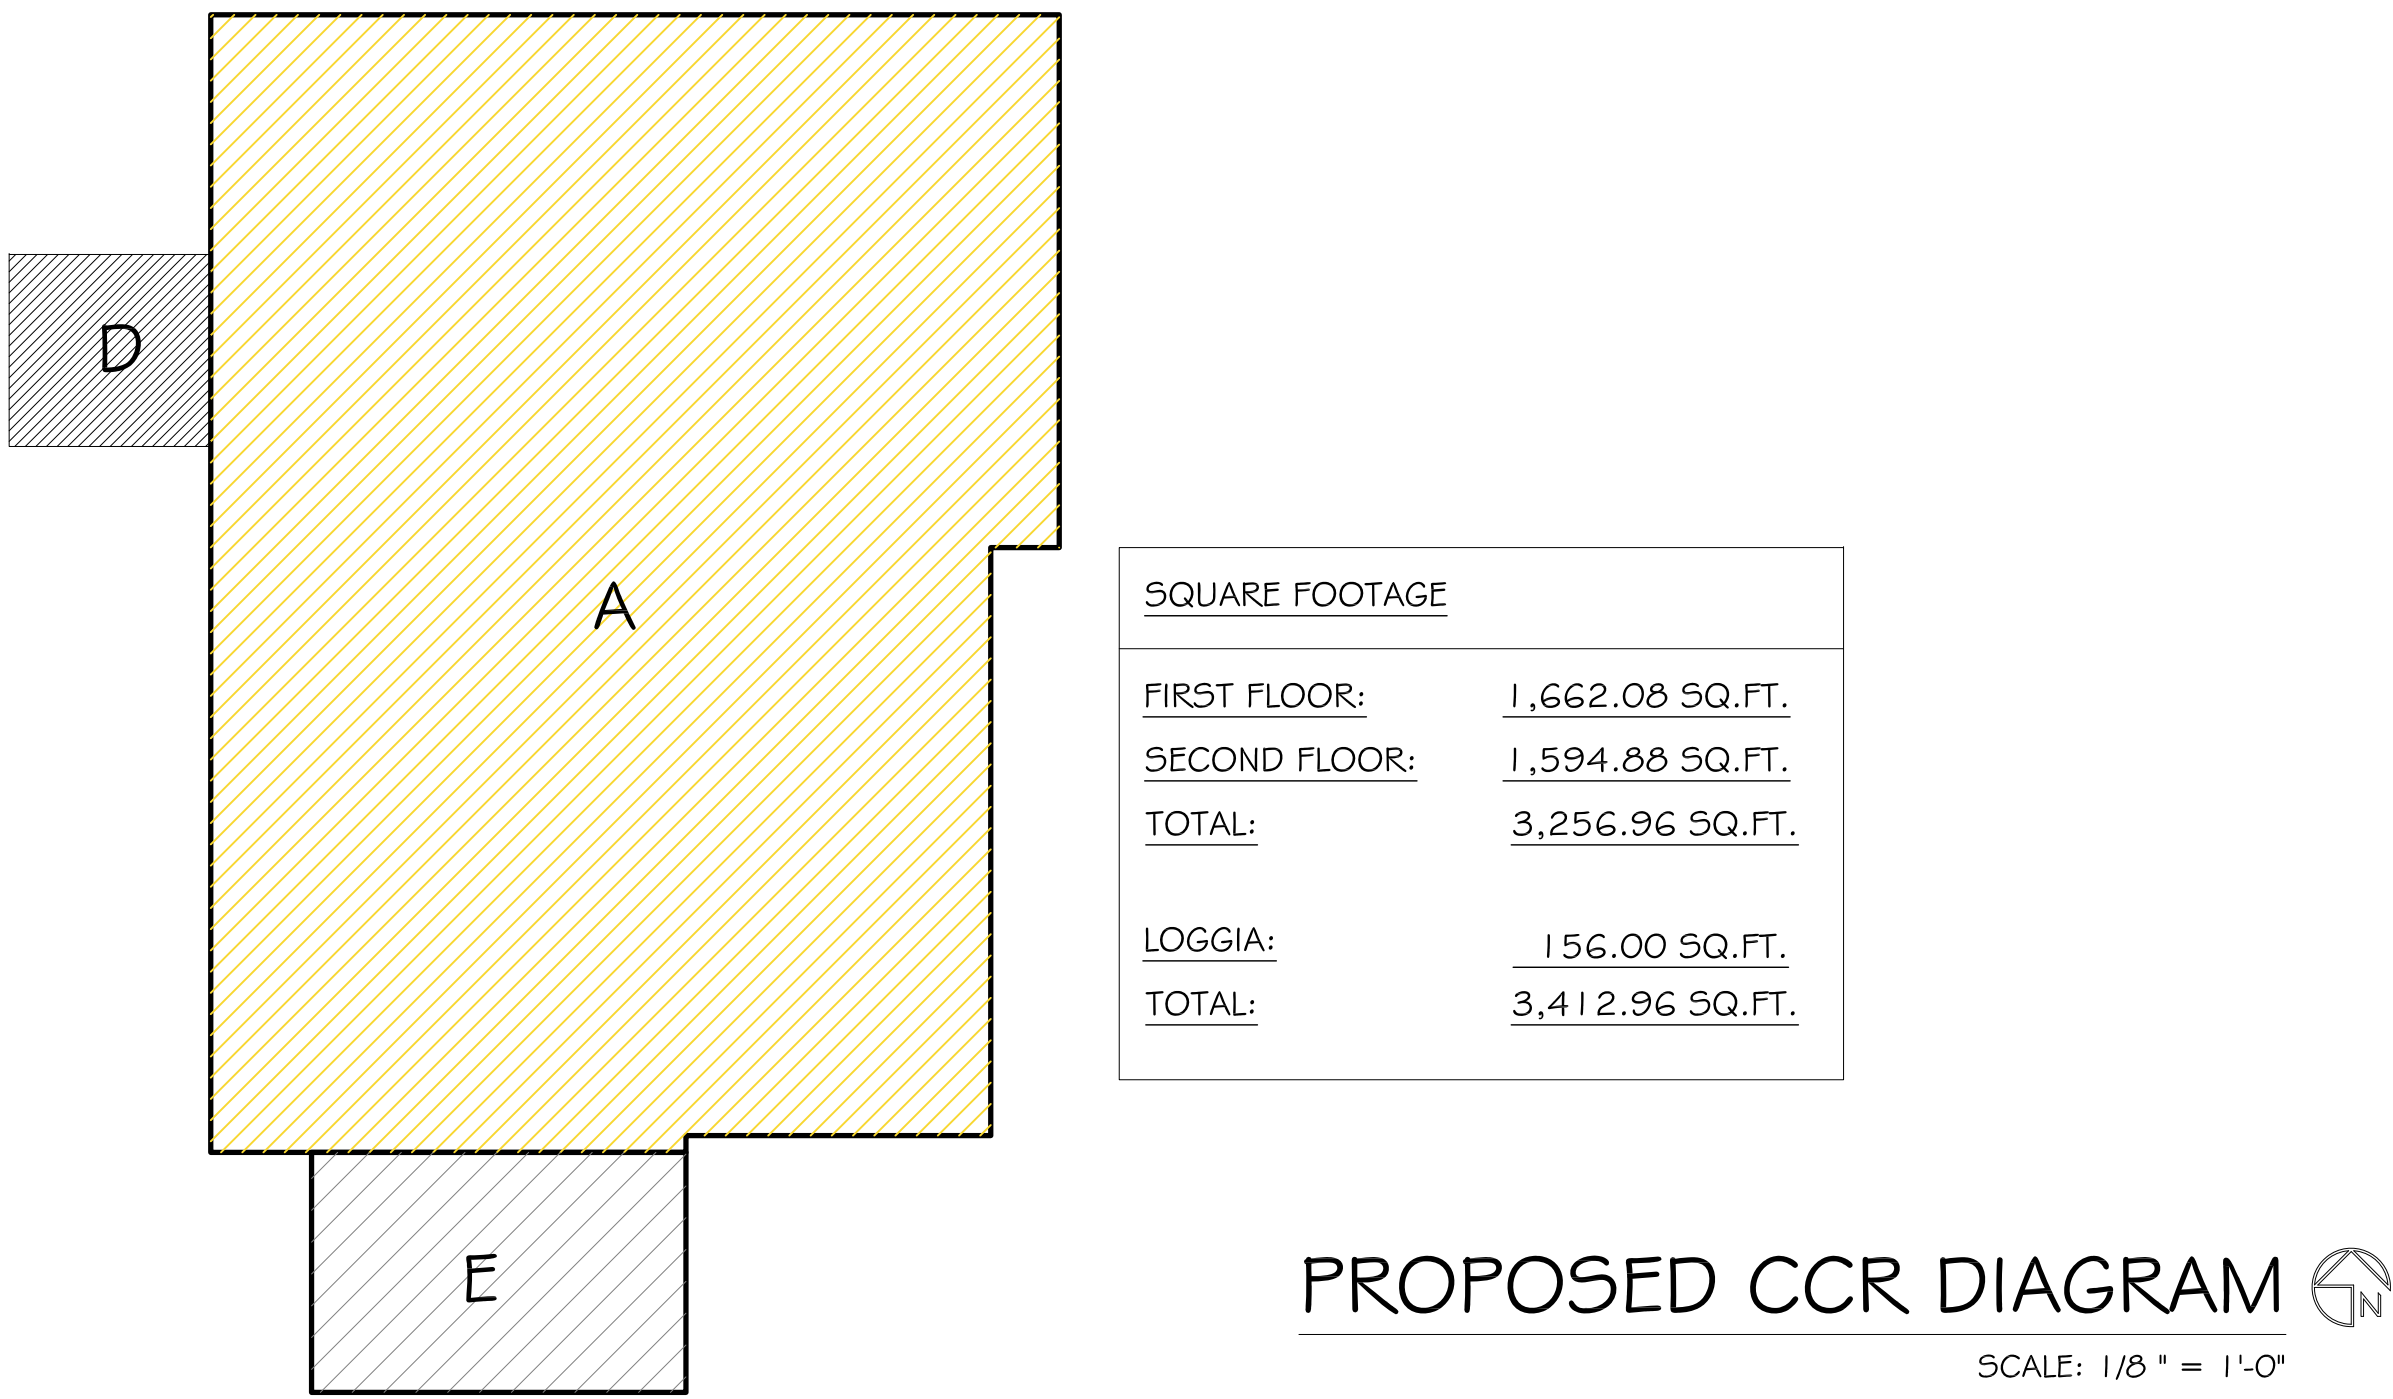 D
A
SQUARE FOOTAGE
FIRST FLOOR: 1,662.08 SQ.FT.
SECOND FLOOR: 1,594.88 SQ.FT.
TOTAL: 3,256.96 SQ.FT.
LOGGIA: 156.00 SQ.FT.
TOTAL: 3,412.96 SQ.FT.
E
PROPOSED CCR DIAGRAM
N
SCALE: 1/8 " = 1'-0"